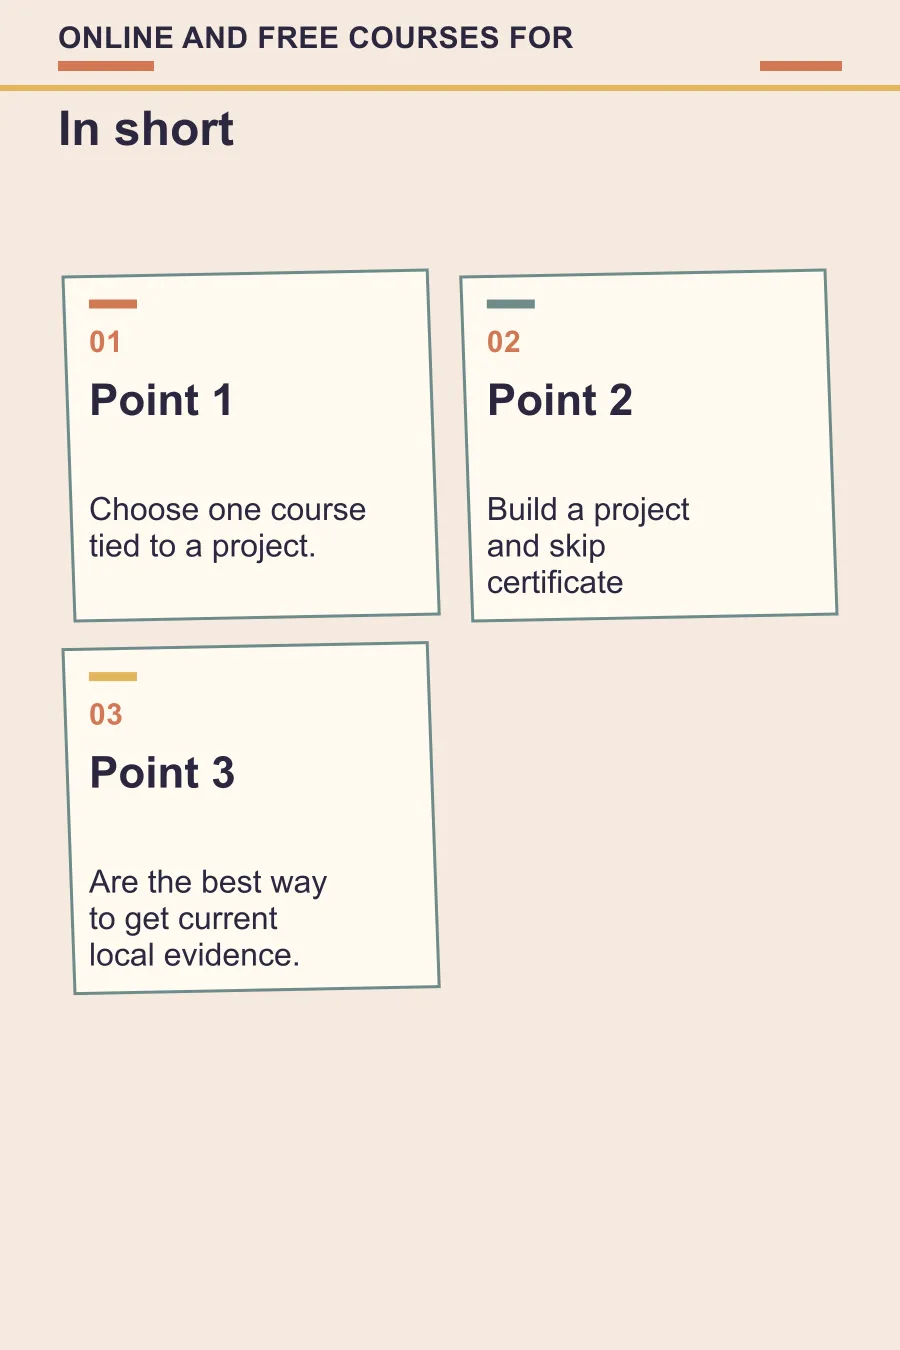 ONLINE AND FREE COURSES FOR
In short
01
Point 1
Choose one course
tied to a project.
02
Point 2
Build a project
and skip
certificate
03
Point 3
Are the best way
to get current
local evidence.